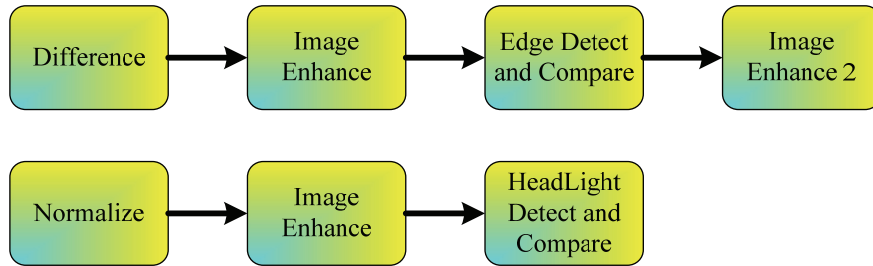 Difference
Image
Enhance
Edge Detect
and Compare
Image
Enhance 2
Normalize
Image
Enhance
HeadLight
Detect and
Compare